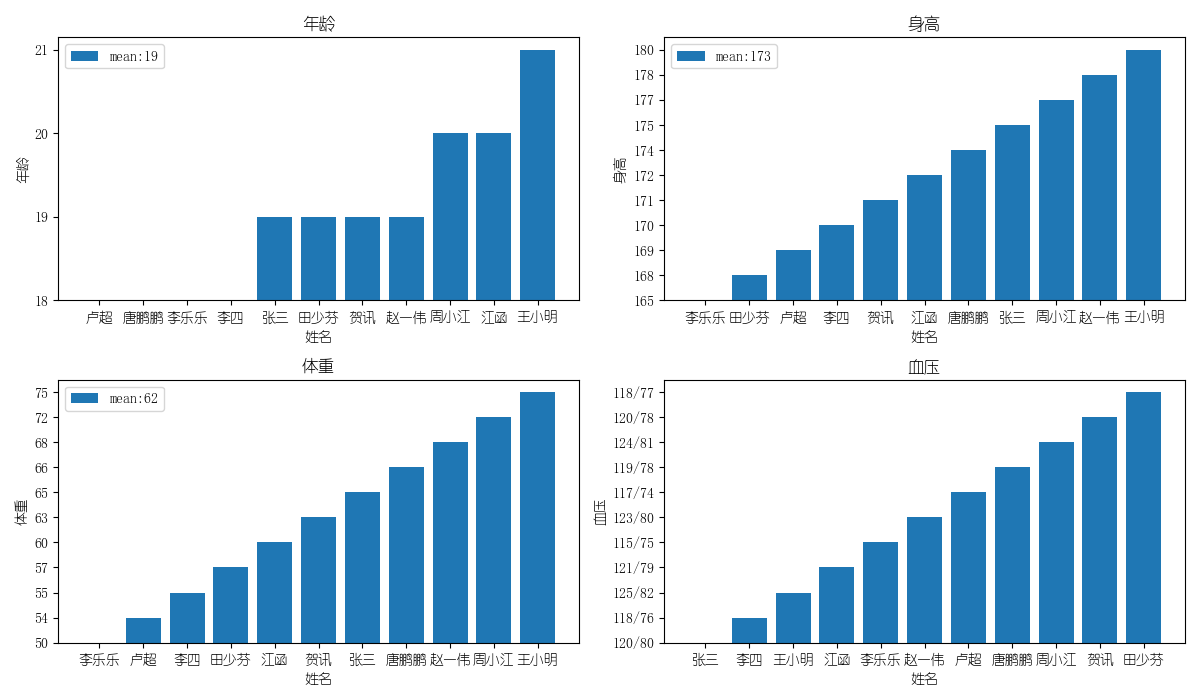 年龄
mean:19
21
20
19
18
年龄
卢超 唐鹏鹏 李乐乐 李四 张三 田少芬 贺讯 赵一伟 周小江 江函 王小明
姓名
身高
mean:173
180
178
177
175
174
172
171
170
169
168
165
身高
李乐乐 田少芬 卢超 李四 贺讯 江函 唐鹏鹏 张三 周小江 赵一伟 王小明
姓名
体重
mean:62
75
72
68
66
65
63
60
57
55
54
50
体重
李乐乐 卢超 李四 田少芬 江函 贺讯 张三 唐鹏鹏 赵一伟 周小江 王小明
姓名
血压
118/77
120/78
124/81
119/78
117/74
123/80
115/75
121/79
125/82
118/76
120/80
血压
张三 李四 王小明 江函 李乐乐 赵一伟 卢超 唐鹏鹏 周小江 贺讯 田少芬
姓名